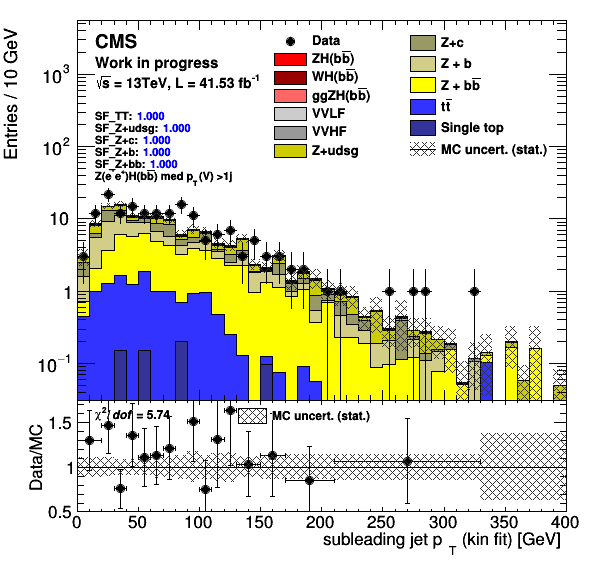 CMS
Work in progress
√s = 13TeV, L = 41.53 fb⁻¹
SF_TT: 1.000
SF_Z+udsg: 1.000
SF_Z+c: 1.000
SF_Z+b: 1.000
SF_Z+bb: 1.000
Z(e⁻e⁺)H(bb̅) med p_T(V) >1j
Data
ZH(bb̅)
WH(bb̅)
ggZH(bb̅)
VVLF
VVHF
Z+udsg
Z+c
Z + b
Z + bb̅
tt̅
Single top
MC uncert. (stat.)
Entries / 10 GeV
10³
10²
10
1
10⁻¹
χ²/dof = 5.74
MC uncert. (stat.)
Data/MC
1.5
1
0.5
0 50 100 150 200 250 300 350 400
subleading jet p_T (kin fit) [GeV]